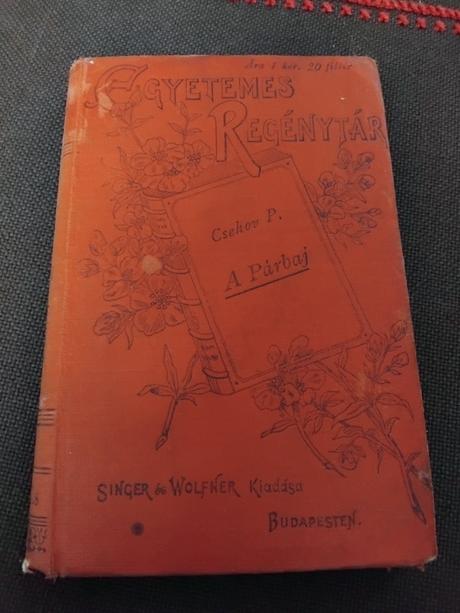 Ára 1 kor. 20 fillér
EGYETEMES
REGÉNYTÁR
Csehov P.
A Párbaj
SINGER és WOLFNER Kiadása
BUDAPESTEN.